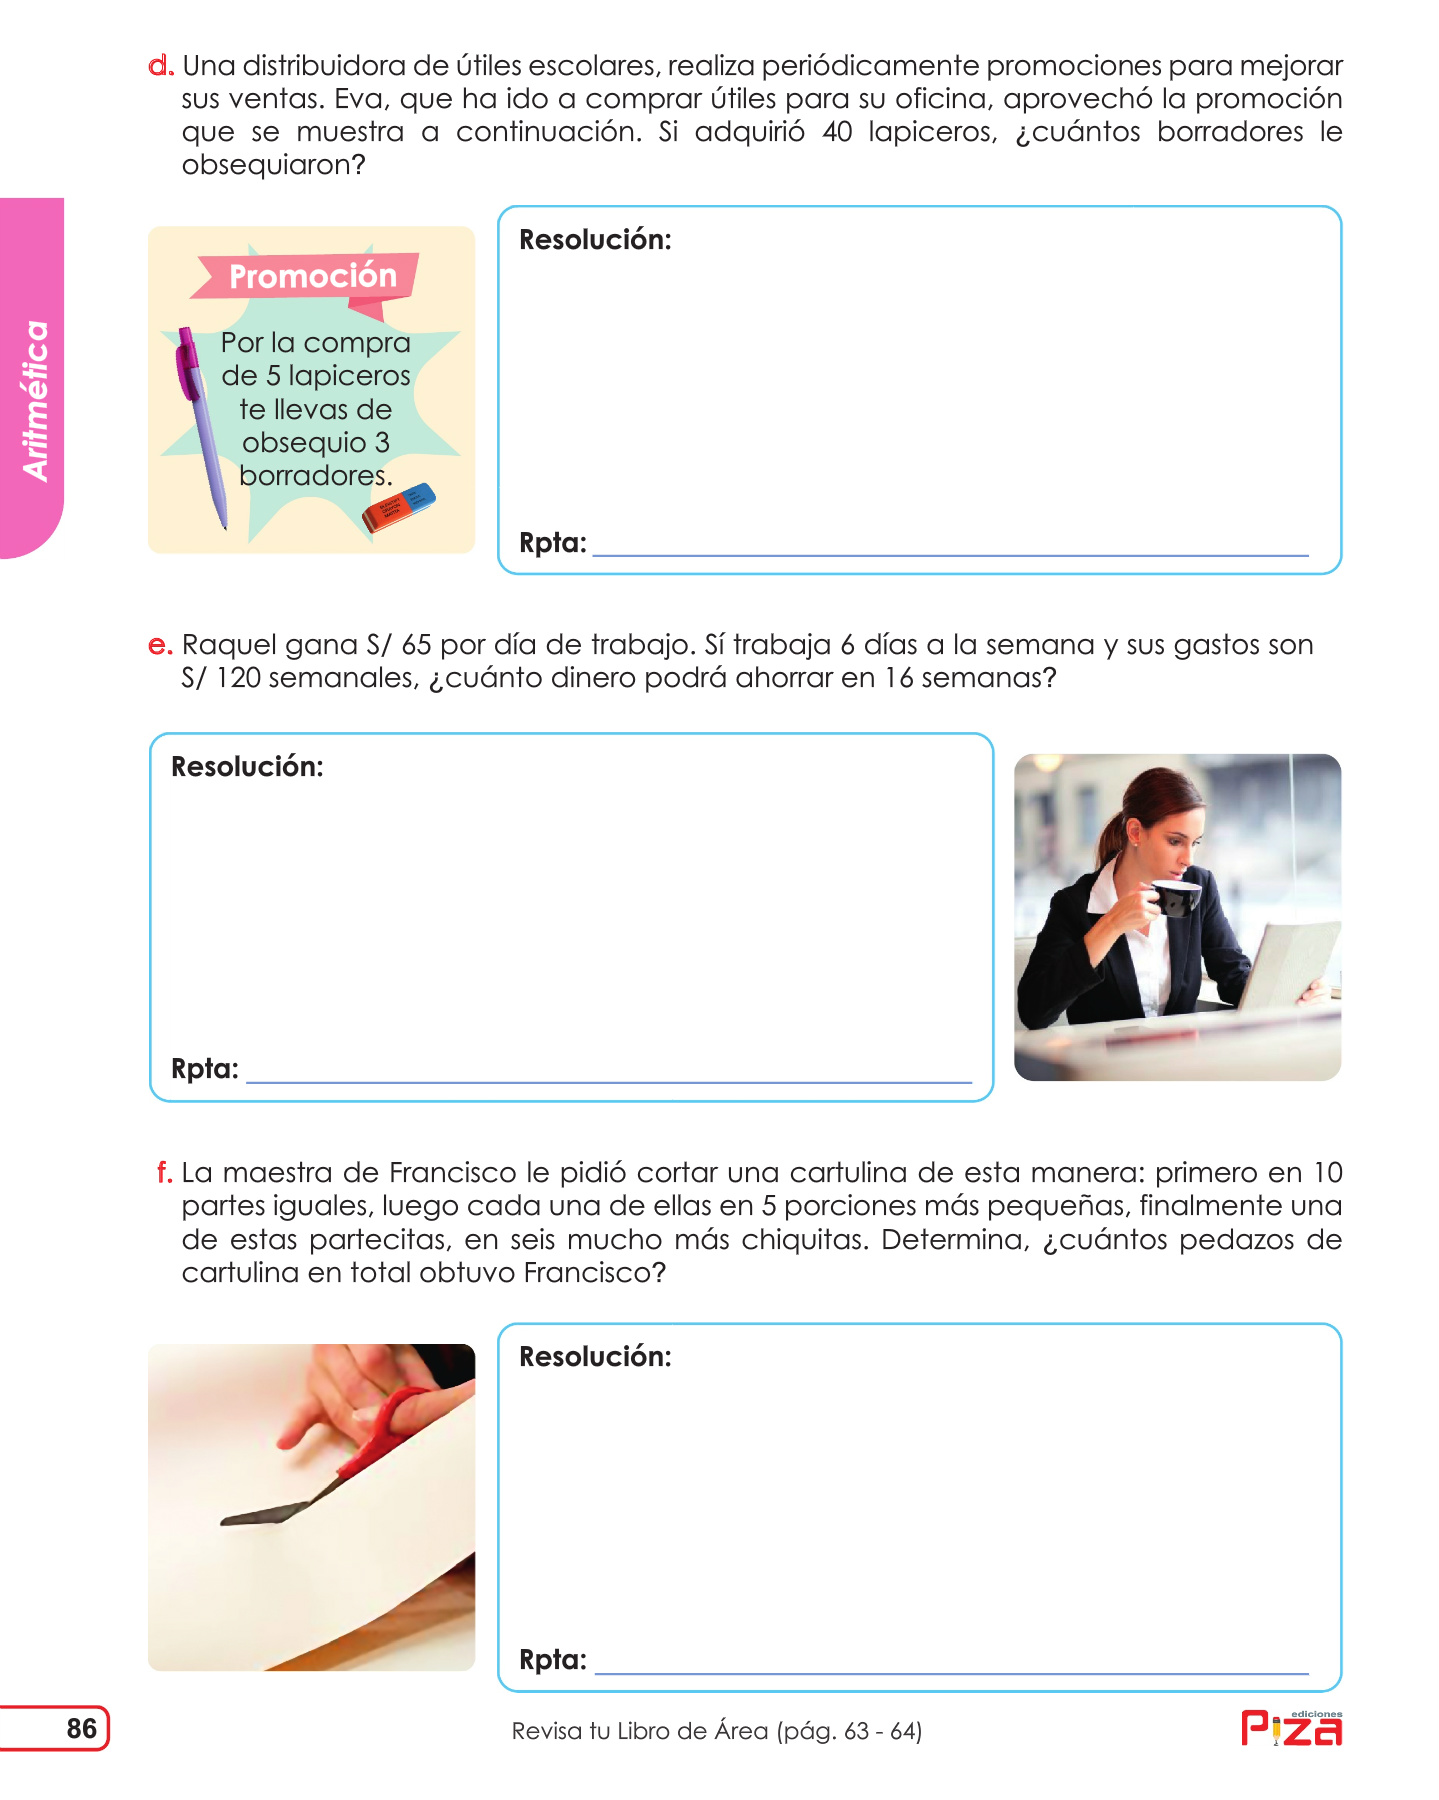 d. Una distribuidora de útiles escolares, realiza periódicamente promociones para mejorar
sus ventas. Eva, que ha ido a comprar útiles para su oficina, aprovechó la promoción
que se muestra a continuación. Si adquirió 40 lapiceros, ¿cuántos borradores le
obsequiaron?
Aritmética
Promoción
Por la compra
de 5 lapiceros
te llevas de
obsequio 3
borradores.
Resolución:
Rpta:
e. Raquel gana S/ 65 por día de trabajo. Sí trabaja 6 días a la semana y sus gastos son
S/ 120 semanales, ¿cuánto dinero podrá ahorrar en 16 semanas?
Resolución:
Rpta:
f. La maestra de Francisco le pidió cortar una cartulina de esta manera: primero en 10
partes iguales, luego cada una de ellas en 5 porciones más pequeñas, finalmente una
de estas partecitas, en seis mucho más chiquitas. Determina, ¿cuántos pedazos de
cartulina en total obtuvo Francisco?
Resolución:
Rpta:
86
Revisa tu Libro de Área (pág. 63 - 64)
ediciones
Piza